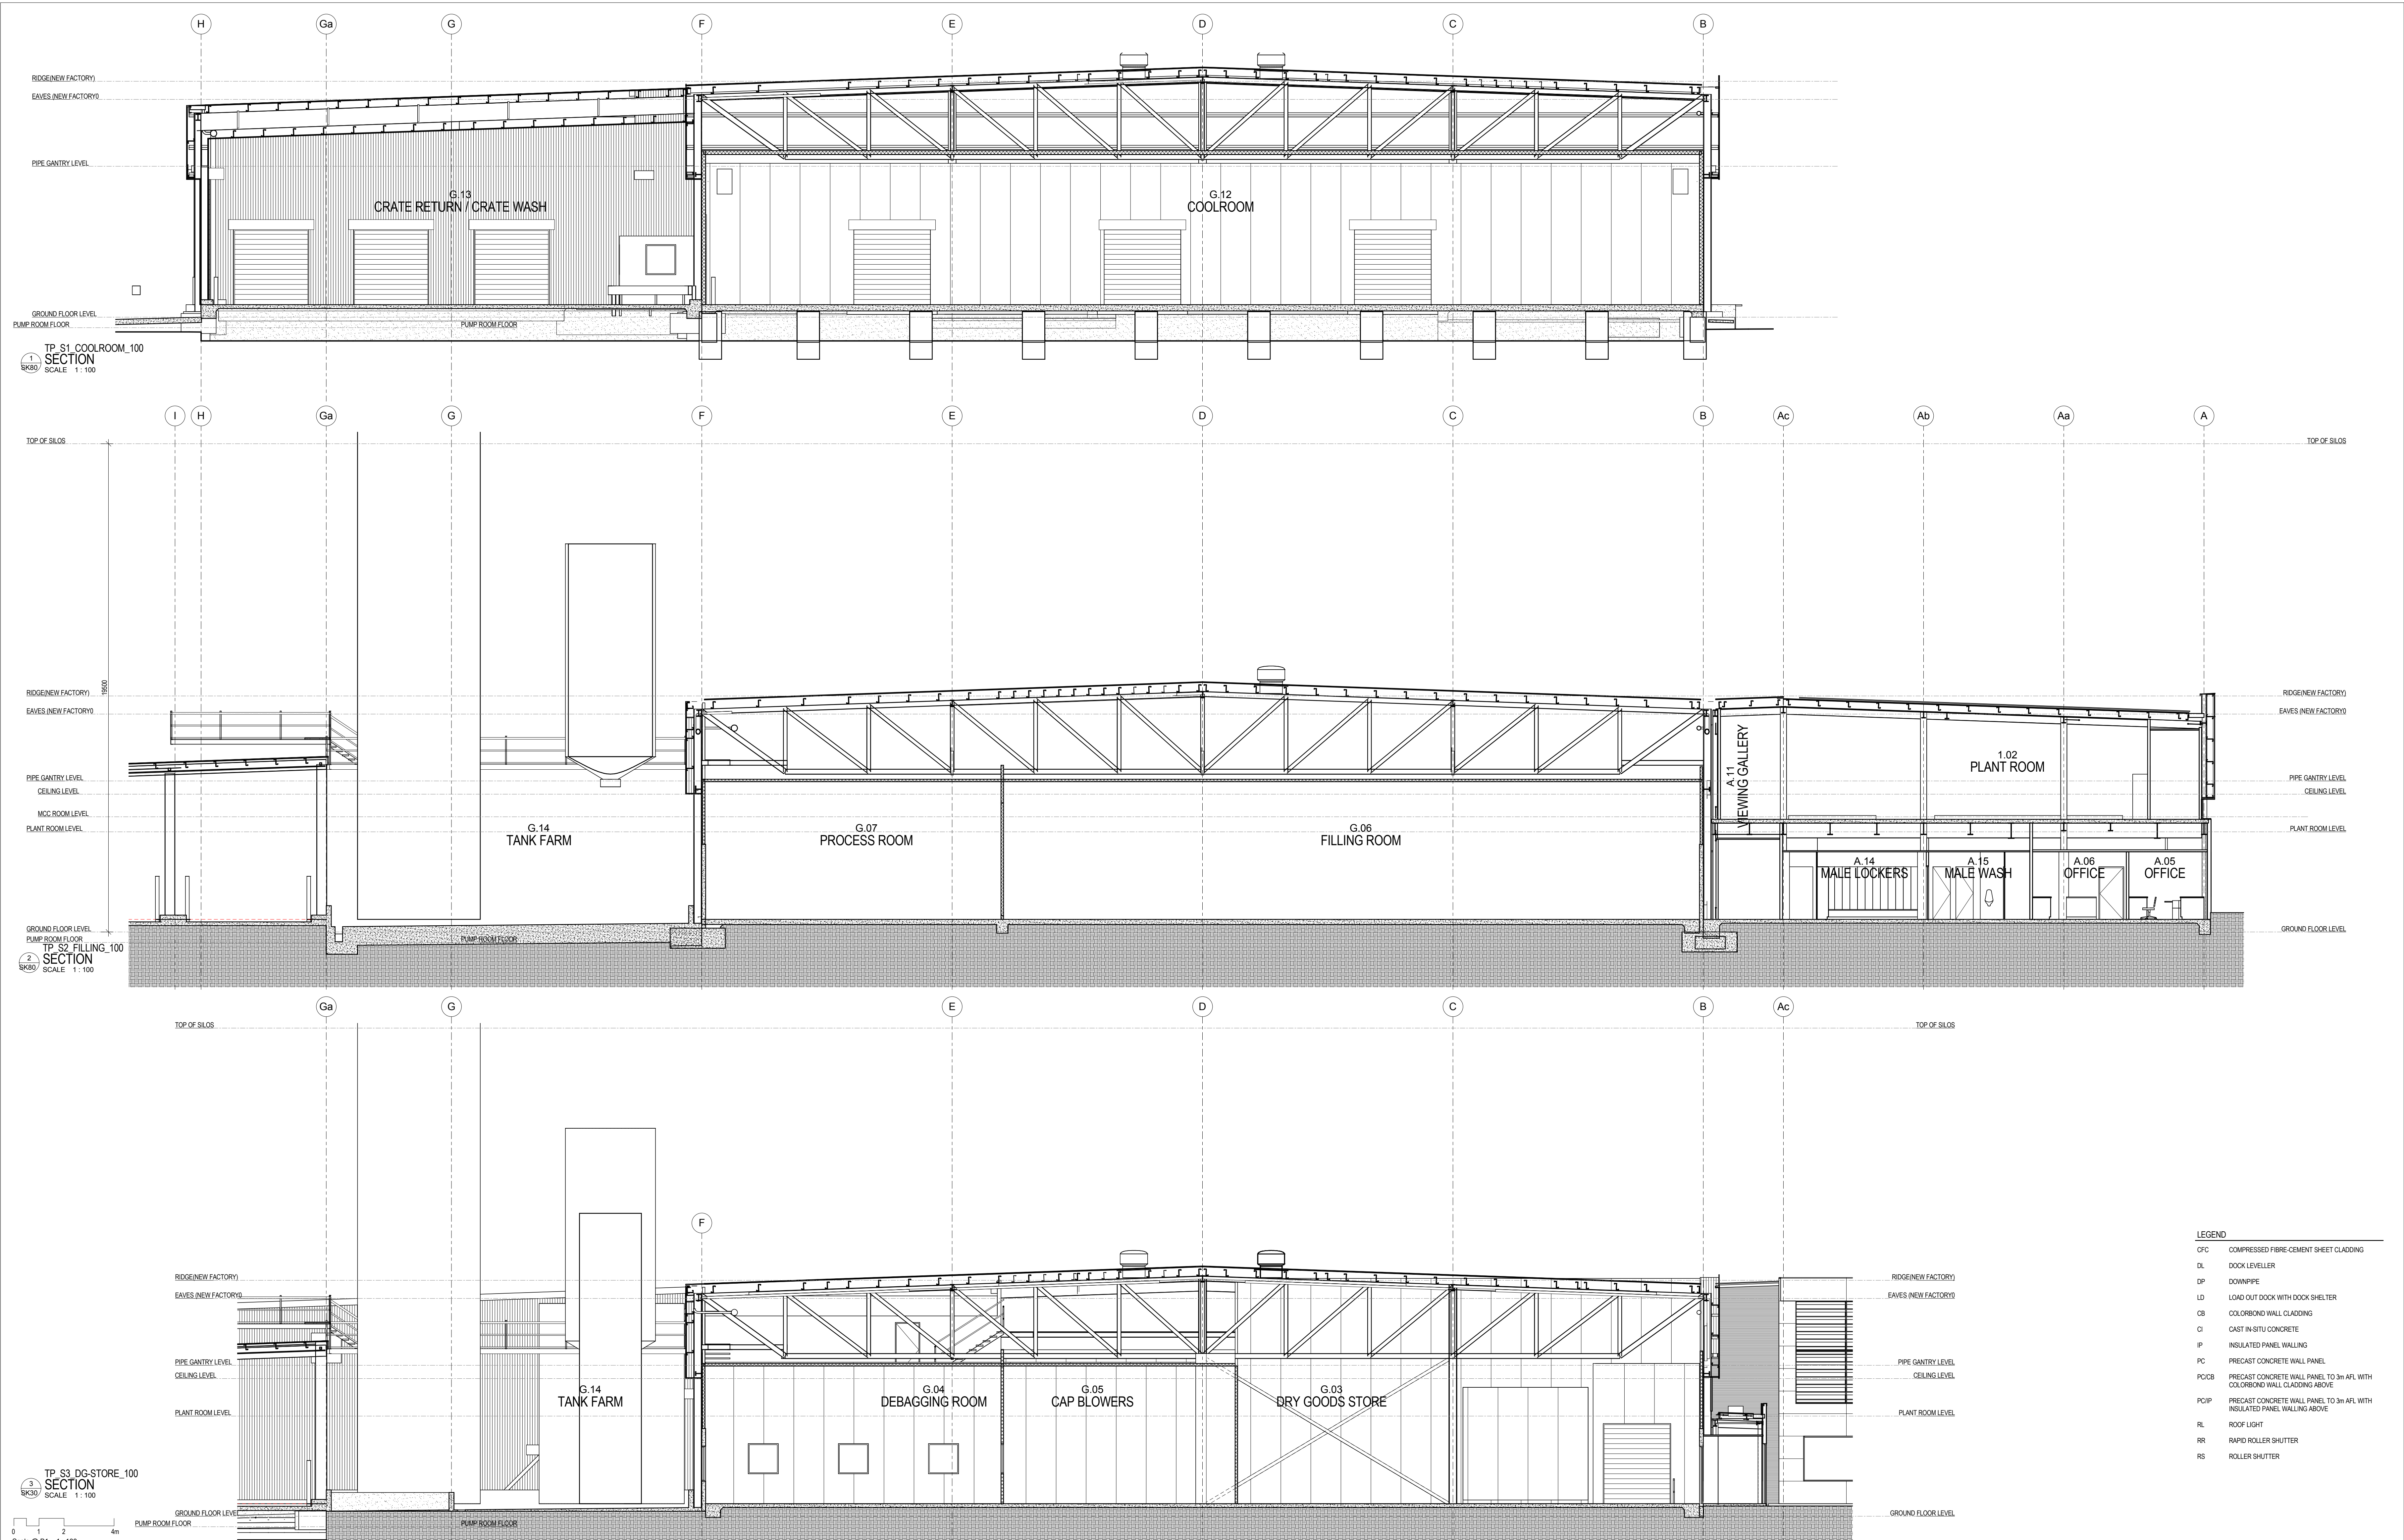 H Ga G F E D C B
RIDGE(NEW FACTORY)
EAVES (NEW FACTORY0
PIPE GANTRY LEVEL
G.13
CRATE RETURN / CRATE WASH
G.12
COOLROOM
GROUND FLOOR LEVEL
PUMP ROOM FLOOR
PUMP ROOM FLOOR
TP_S1_COOLROOM_100
1
SK80
SECTION
SCALE 1 : 100
I H Ga G F E D C B Ac Ab Aa A
TOP OF SILOS
TOP OF SILOS
19500
RIDGE(NEW FACTORY)
RIDGE(NEW FACTORY)
EAVES (NEW FACTORY0
EAVES (NEW FACTORY0
A.11
VIEWING GALLERY
1.02
PLANT ROOM
PIPE GANTRY LEVEL
PIPE GANTRY LEVEL
CEILING LEVEL
CEILING LEVEL
MCC ROOM LEVEL
PLANT ROOM LEVEL
PLANT ROOM LEVEL
G.14
TANK FARM
G.07
PROCESS ROOM
G.06
FILLING ROOM
A.14
MALE LOCKERS
A.15
MALE WASH
A.06
OFFICE
A.05
OFFICE
GROUND FLOOR LEVEL
GROUND FLOOR LEVEL
PUMP ROOM FLOOR
PUMP ROOM FLOOR
TP_S2_FILLING_100
2
SK80
SECTION
SCALE 1 : 100
Ga G E D C B Ac
TOP OF SILOS
TOP OF SILOS
F
RIDGE(NEW FACTORY)
RIDGE(NEW FACTORY)
EAVES (NEW FACTORY0
EAVES (NEW FACTORY0
PIPE GANTRY LEVEL
PIPE GANTRY LEVEL
CEILING LEVEL
CEILING LEVEL
G.14
TANK FARM
G.04
DEBAGGING ROOM
G.05
CAP BLOWERS
G.03
DRY GOODS STORE
PLANT ROOM LEVEL
PLANT ROOM LEVEL
TP_S3_DG-STORE_100
3
SK30
SECTION
SCALE 1 : 100
GROUND FLOOR LEVEL
GROUND FLOOR LEVEL
PUMP ROOM FLOOR
PUMP ROOM FLOOR
0 1 2 4m
LEGEND
CFC COMPRESSED FIBRE-CEMENT SHEET CLADDING
DL DOCK LEVELLER
DP DOWNPIPE
LD LOAD OUT DOCK WITH DOCK SHELTER
CB COLORBOND WALL CLADDING
CI CAST IN-SITU CONCRETE
IP INSULATED PANEL WALLING
PC PRECAST CONCRETE WALL PANEL
PC/CB PRECAST CONCRETE WALL PANEL TO 3m AFL WITH
COLORBOND WALL CLADDING ABOVE
PC/IP PRECAST CONCRETE WALL PANEL TO 3m AFL WITH
INSULATED PANEL WALLING ABOVE
RL ROOF LIGHT
RR RAPID ROLLER SHUTTER
RS ROLLER SHUTTER